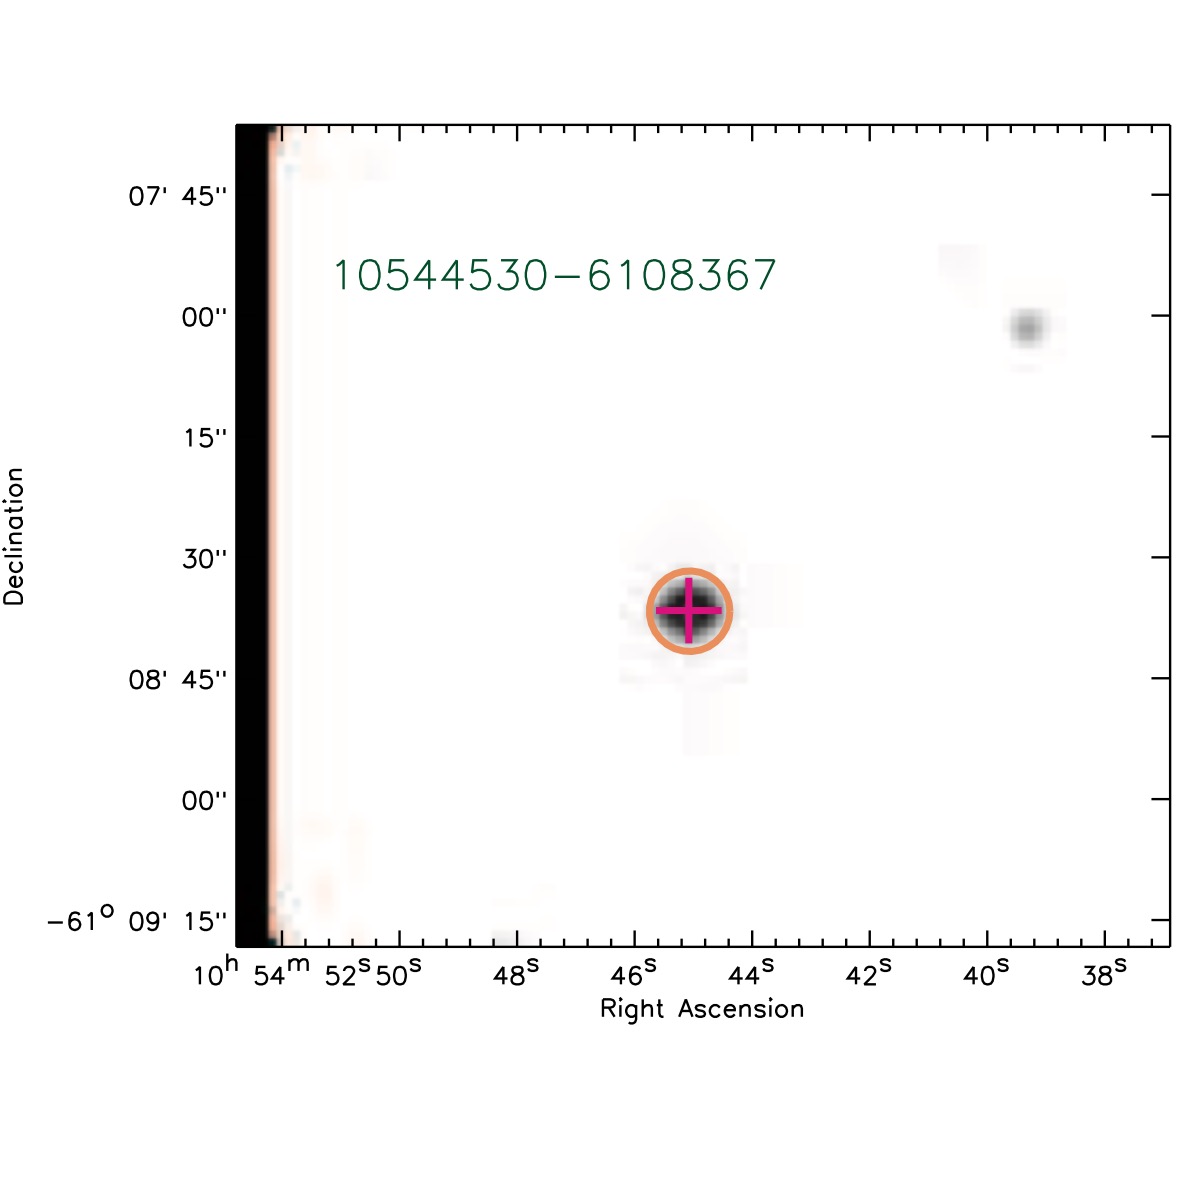 10544530-6108367
07' 45"
00"
15"
30"
08' 45"
00"
-61° 09' 15"
Declination
10h 54m 52s 50s 48s 46s 44s 42s 40s 38s
Right Ascension